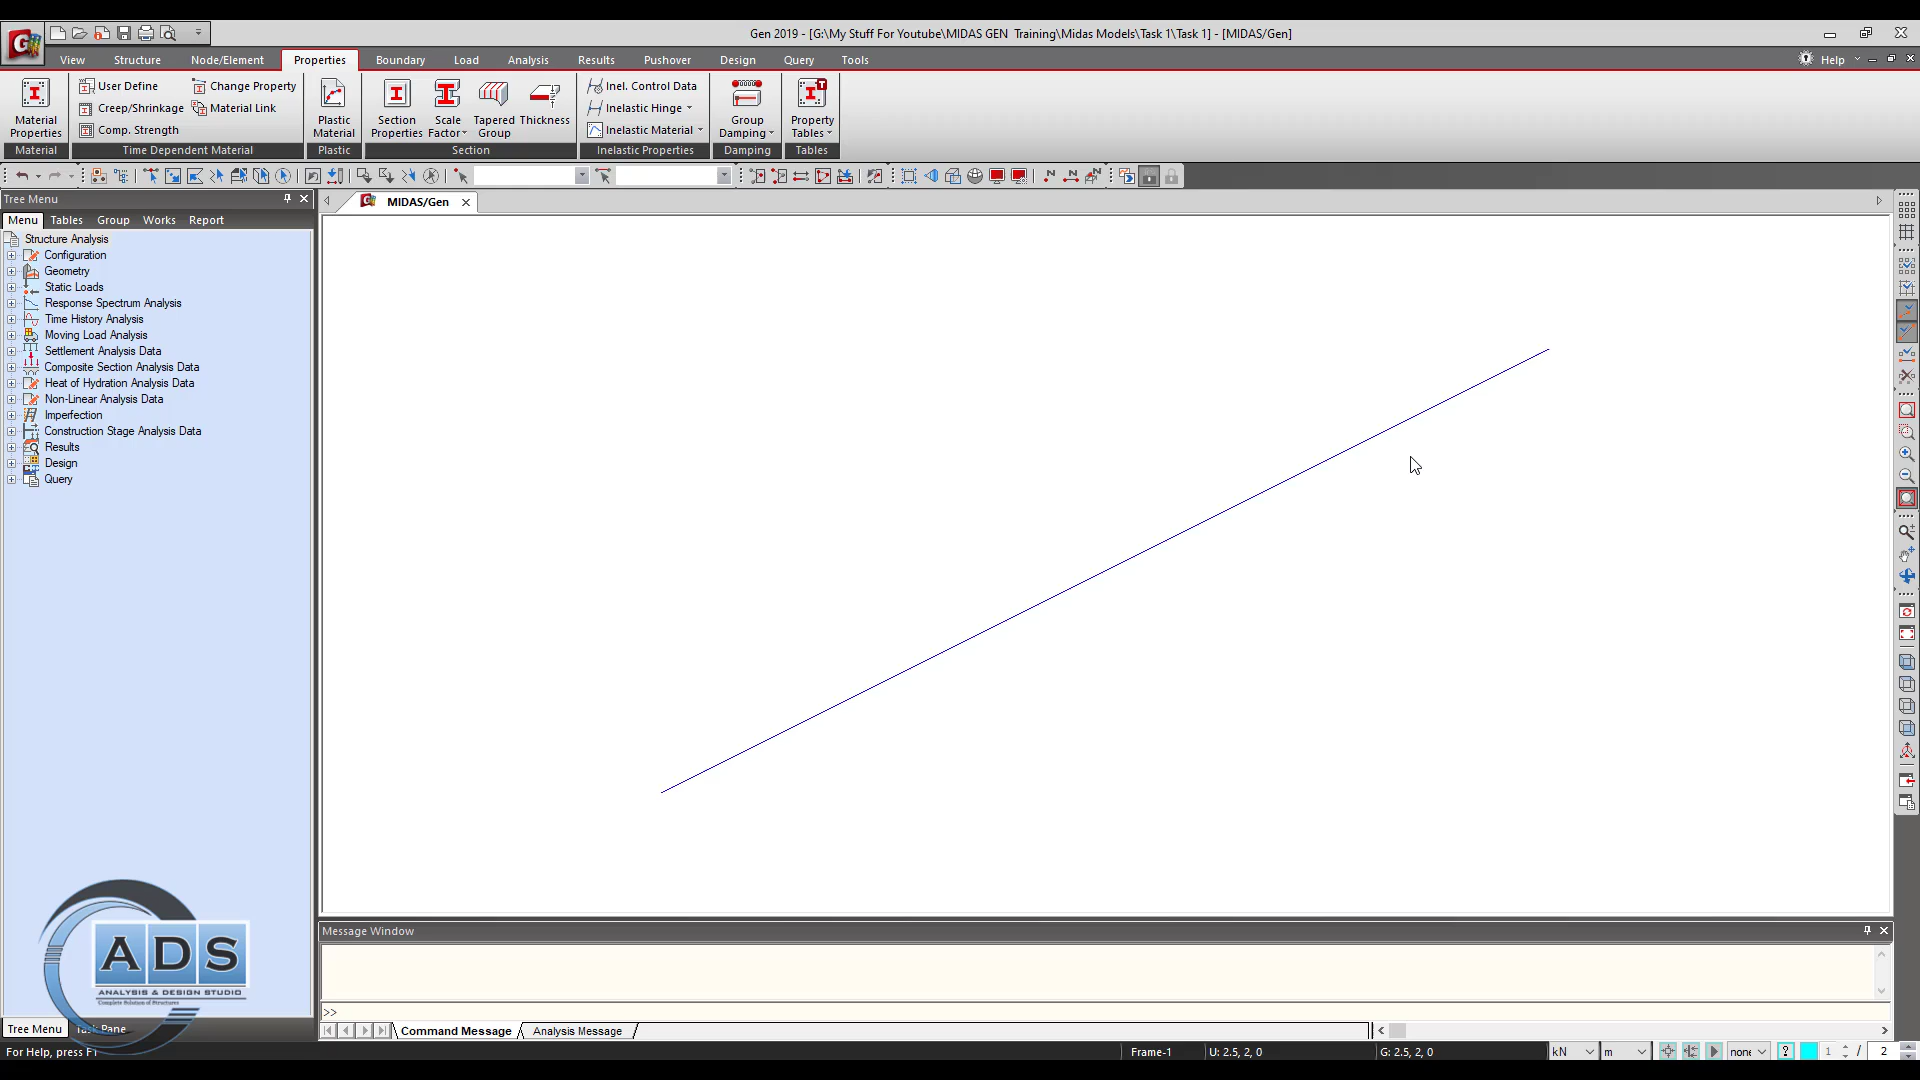 Gen 2019 - [G:\My Stuff For Youtube\MIDAS GEN  Training\Midas Models\Task 1\Task 1] - [MIDAS/Gen]
View Structure Node/Element Properties Boundary Load Analysis Results Pushover Design Query Tools Help
User Define Change Property Inel. Control Data
Creep/Shrinkage Material Link Inelastic Hinge
Comp. Strength Inelastic Material
Material Properties
Plastic Material
Section Properties
Scale Factor
Tapered Group
Thickness
Group Damping
Property Tables
Material Time Dependent Material Plastic Section Inelastic Properties Damping Tables
Tree Menu
MIDAS/Gen
Menu Tables Group Works Report
Structure Analysis
Configuration
Geometry
Static Loads
Response Spectrum Analysis
Time History Analysis
Moving Load Analysis
Settlement Analysis Data
Composite Section Analysis Data
Heat of Hydration Analysis Data
Non-Linear Analysis Data
Imperfection
Construction Stage Analysis Data
Results
Design
Query
ADS
ANALYSIS & DESIGN STUDIO
Complete Solution of Structures
Message Window
>>
Tree Menu Task Pane
Command Message Analysis Message
For Help, press F1
Frame-1 U: 2.5, 2, 0 G: 2.5, 2, 0 kN m none 1 / 2